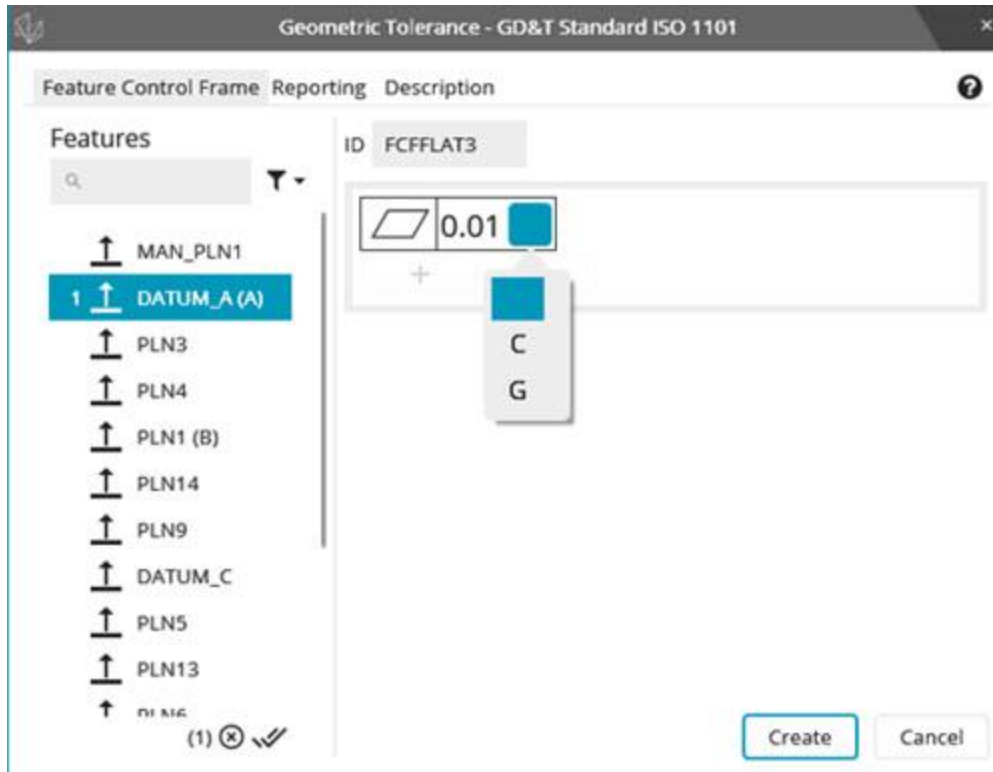 Geometric Tolerance - GD&T Standard ISO 1101
Feature Control Frame Reporting Description
Features
ID FCFFLAT3
0.01
C
G
MAN_PLN1
1 DATUM_A (A)
PLN3
PLN4
PLN1 (B)
PLN14
PLN9
DATUM_C
PLN5
PLN13
(1)
Create Cancel